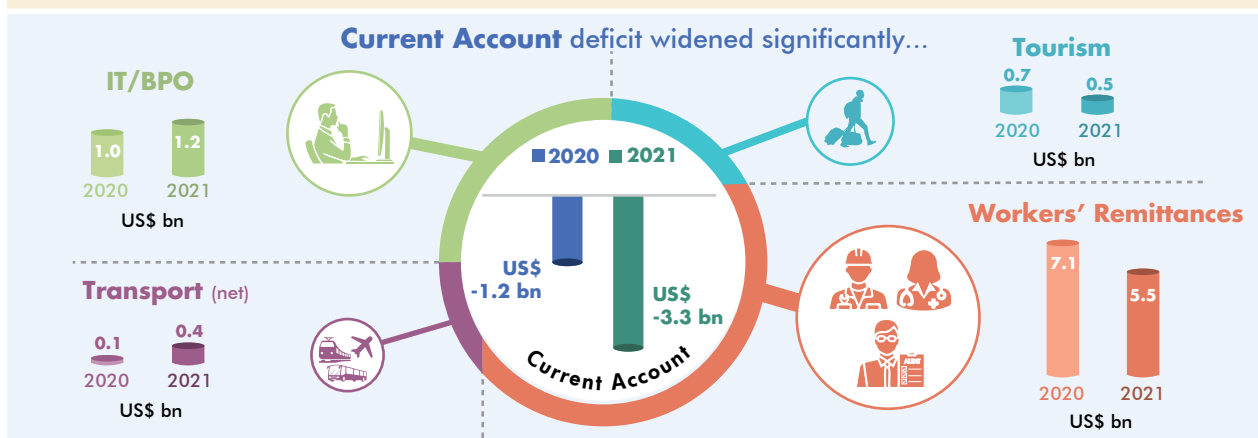 Current Account deficit widened significantly...
IT/BPO
1.0
1.2
2020
2021
US$ bn
Tourism
0.7
0.5
2020
2021
US$ bn
2020
2021
US$
-1.2 bn
US$
-3.3 bn
Current Account
Transport (net)
0.1
0.4
2020
2021
US$ bn
Workers' Remittances
7.1
5.5
2020
2021
US$ bn
AUDIT